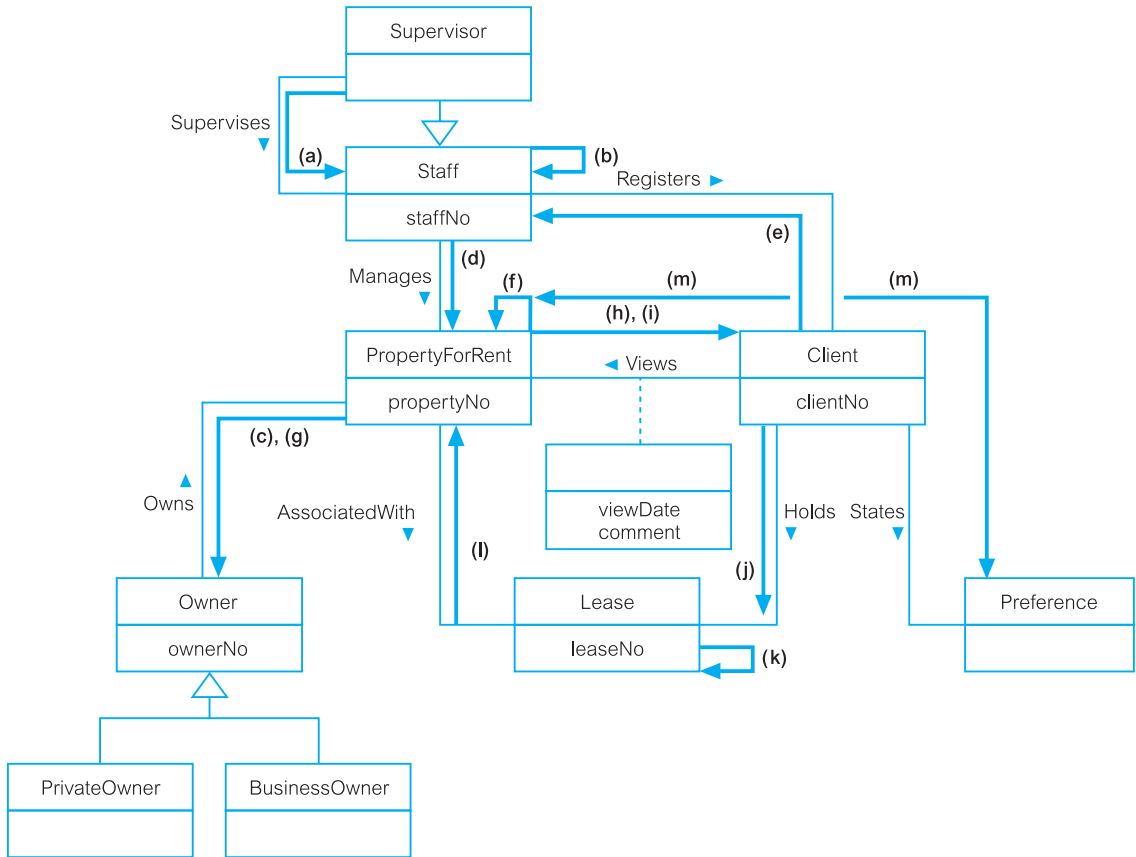 Supervisor
Supervises
(a)
Staff
(b)
Registers
staffNo
(e)
(d)
Manages
(f)
(m)
(m)
(h), (i)
PropertyForRent
Views
Client
propertyNo
clientNo
(c), (g)
Owns
AssociatedWith
viewDate
comment
Holds
States
(l)
(j)
Owner
Lease
Preference
ownerNo
leaseNo
(k)
PrivateOwner
BusinessOwner